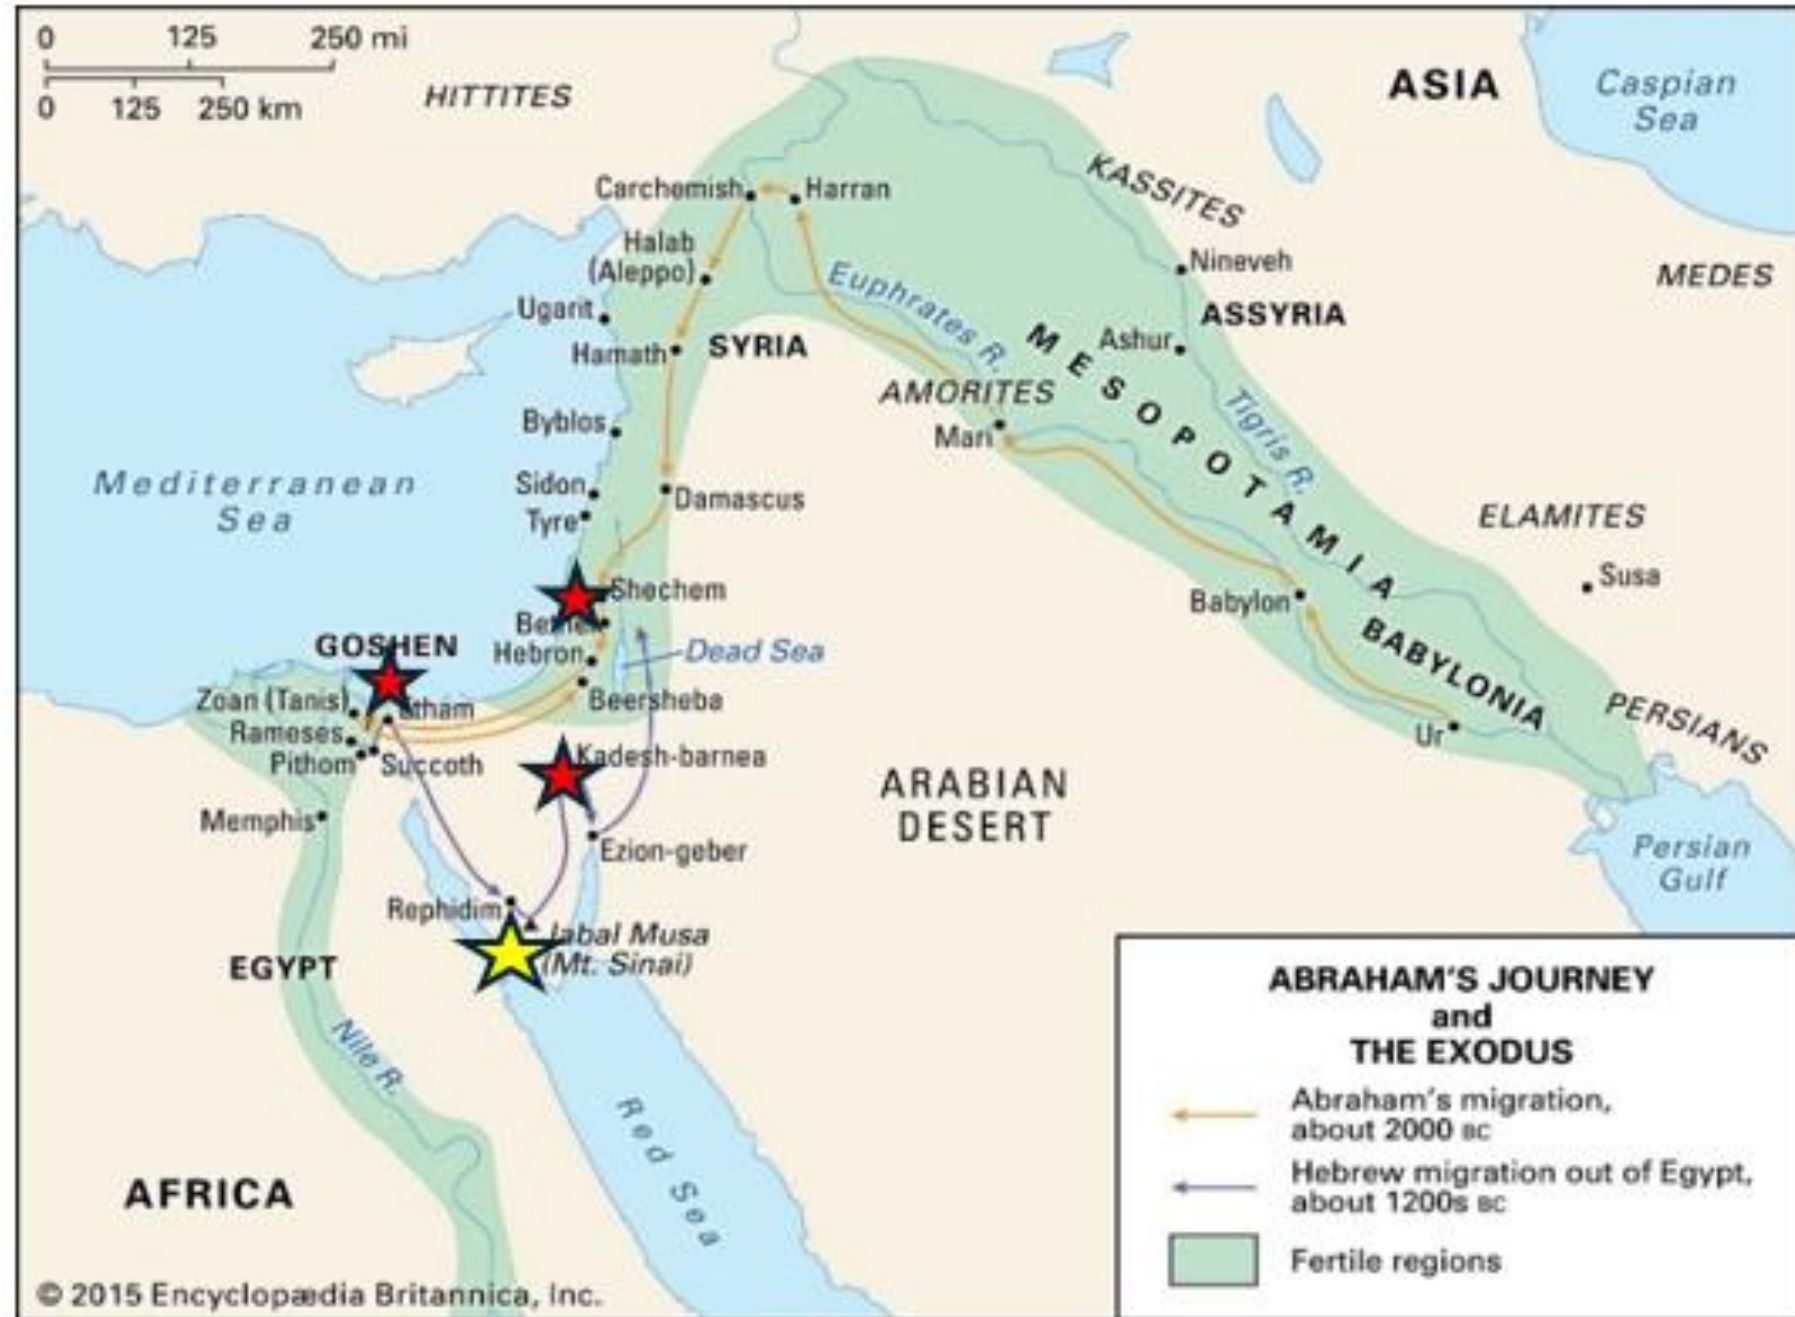 0 125 250 mi
0 125 250 km
HITTITES
ASIA
Caspian
Sea
KASSITES
Carchemish
Harran
Halab
(Aleppo)
Nineveh
MEDES
Euphrates R.
Ugarit
ASSYRIA
Hamath
SYRIA
Ashur
MESOPOTAMIA
AMORITES
Tigris R.
Byblos
Mari
Mediterranean
Sea
Sidon
Damascus
Tyre
ELAMITES
Susa
Shechem
Babylon
BABYLONIA
GOSHEN
Hebron
Dead Sea
Zoan (Tanis)
Beersheba
PERSIANS
Rameses
Ur
Pithom
Succoth
Kadesh-barnea
ARABIAN
DESERT
Memphis
Ezion-geber
Persian
Gulf
Rephidim
Jabal Musa
(Mt. Sinai)
EGYPT
Nile R.
Red Sea
AFRICA
ABRAHAM'S JOURNEY
and
THE EXODUS
Abraham's migration,
about 2000 BC
Hebrew migration out of Egypt,
about 1200s BC
Fertile regions
© 2015 Encyclopædia Britannica, Inc.